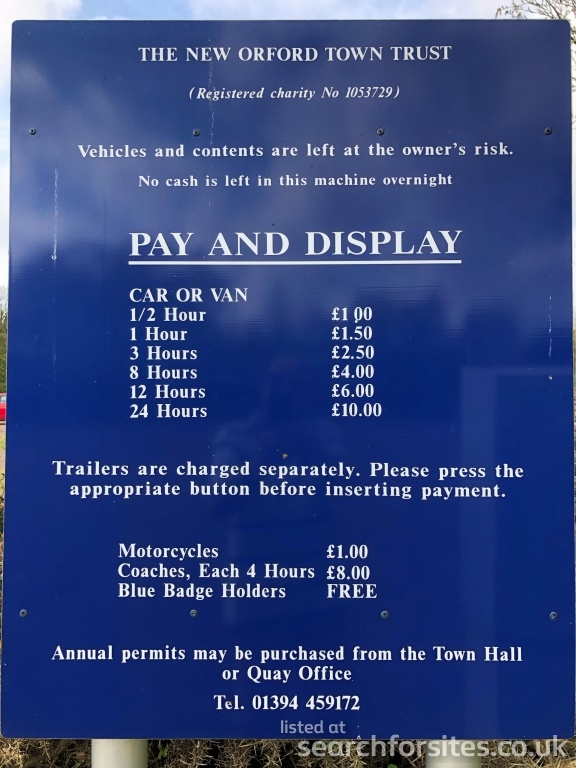 THE NEW ORFORD TOWN TRUST
(Registered charity No 1053729)
Vehicles and contents are left at the owner's risk.
No cash is left in this machine overnight
PAY AND DISPLAY
CAR OR VAN
1/2 Hour £1.00
1 Hour £1.50
3 Hours £2.50
8 Hours £4.00
12 Hours £6.00
24 Hours £10.00
Trailers are charged separately. Please press the
appropriate button before inserting payment.
Motorcycles £1.00
Coaches, Each 4 Hours £8.00
Blue Badge Holders FREE
Annual permits may be purchased from the Town Hall
or Quay Office
Tel. 01394 459172
listed at
searchforsites.co.uk